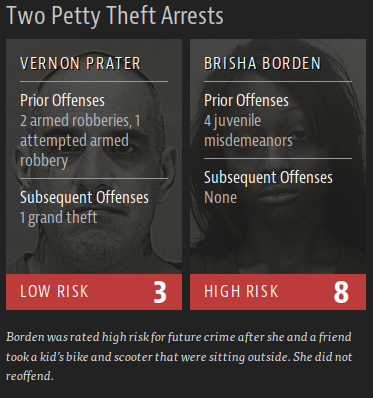 Two Petty Theft Arrests
VERNON PRATER
Prior Offenses
2 armed robberies, 1
attempted armed
robbery
Subsequent Offenses
1 grand theft
LOW RISK 3
BRISHA BORDEN
Prior Offenses
4 juvenile
misdemeanors
Subsequent Offenses
None
HIGH RISK 8
Borden was rated high risk for future crime after she and a friend
took a kid's bike and scooter that were sitting outside. She did not
reoffend.